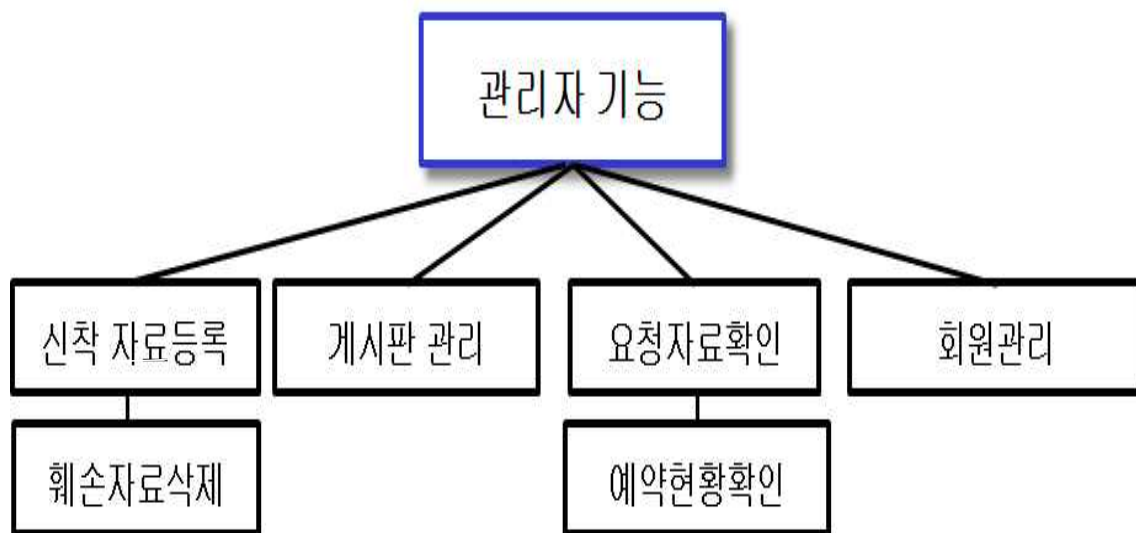 관리자 기능
신착 자료등록
게시판 관리
요청자료확인
회원관리
훼손자료삭제
예약현황확인